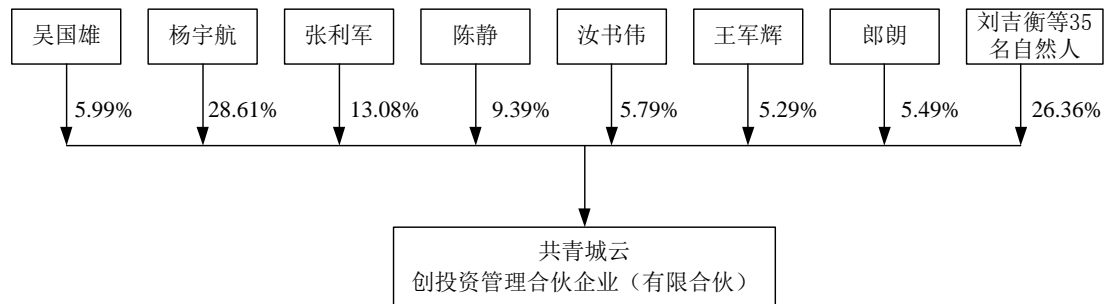 吴国雄
杨宇航
张利军
陈静
汝书伟
王军辉
郎朗
刘吉衡等35
名自然人
5.99%
28.61%
13.08%
9.39%
5.79%
5.29%
5.49%
26.36%
共青城云
创投资管理合伙企业（有限合伙）